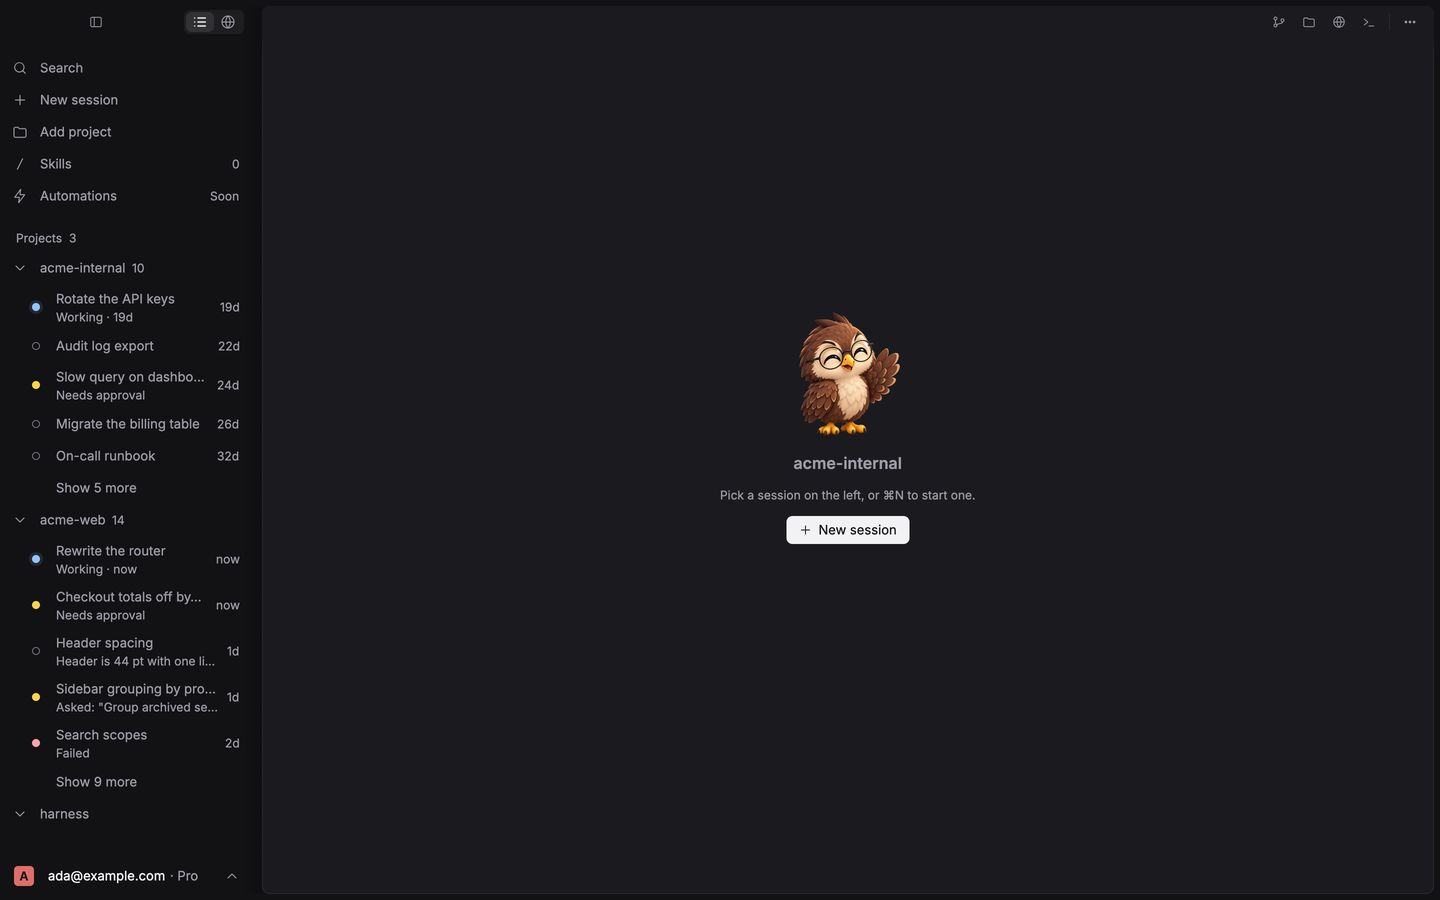 Search
New session
Add project
Skills 0
Automations Soon
Projects 3
acme-internal 10
Rotate the API keys 19d
Working · 19d
Audit log export 22d
Slow query on dashbo... 24d
Needs approval
Migrate the billing table 26d
On-call runbook 32d
Show 5 more
acme-web 14
Rewrite the router now
Working · now
Checkout totals off by... now
Needs approval
Header spacing 1d
Header is 44 pt with one li...
Sidebar grouping by pro... 1d
Asked: "Group archived se...
Search scopes 2d
Failed
Show 9 more
harness
A ada@example.com · Pro
acme-internal
Pick a session on the left, or ⌘N to start one.
New session